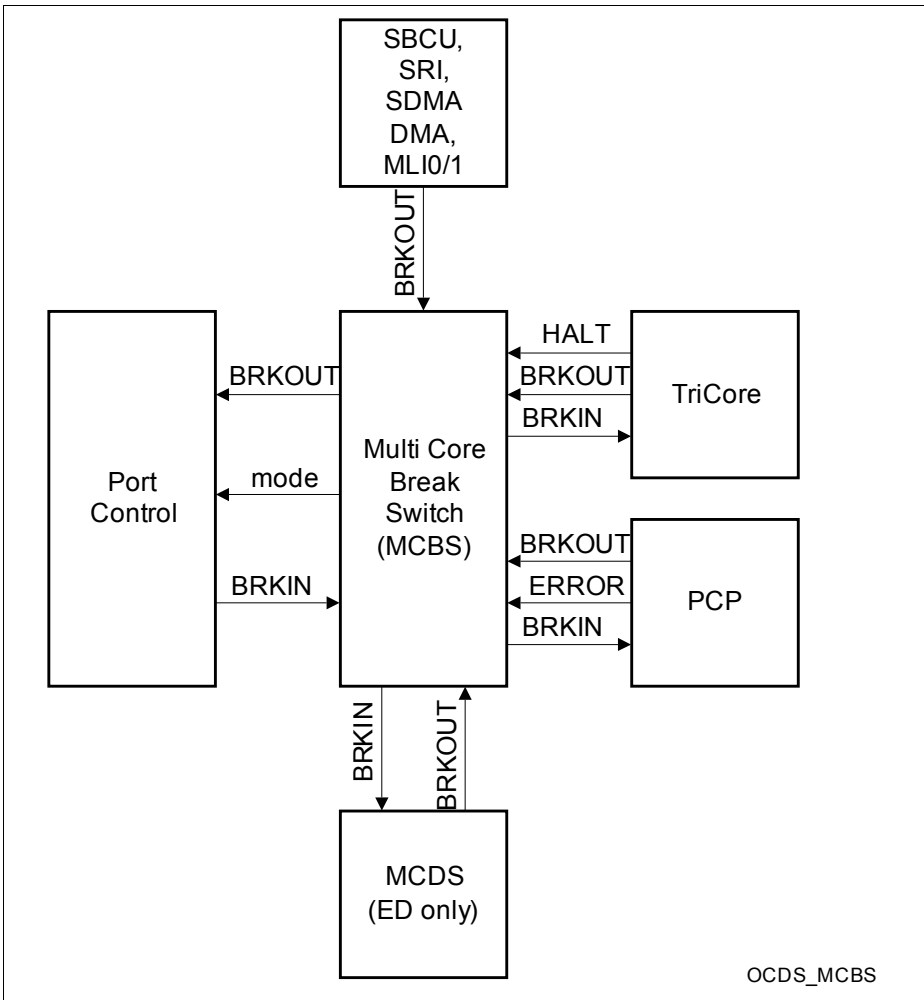 SBCU,
SRI,
SDMA
DMA,
MLI0/1
BRKOUT
HALT
BRKOUT
BRKIN
TriCore
BRKOUT
mode
BRKIN
Port
Control
Multi Core
Break
Switch
(MCBS)
BRKOUT
ERROR
BRKIN
PCP
BRKIN
BRKOUT
MCDS
(ED only)
OCDS_MCBS